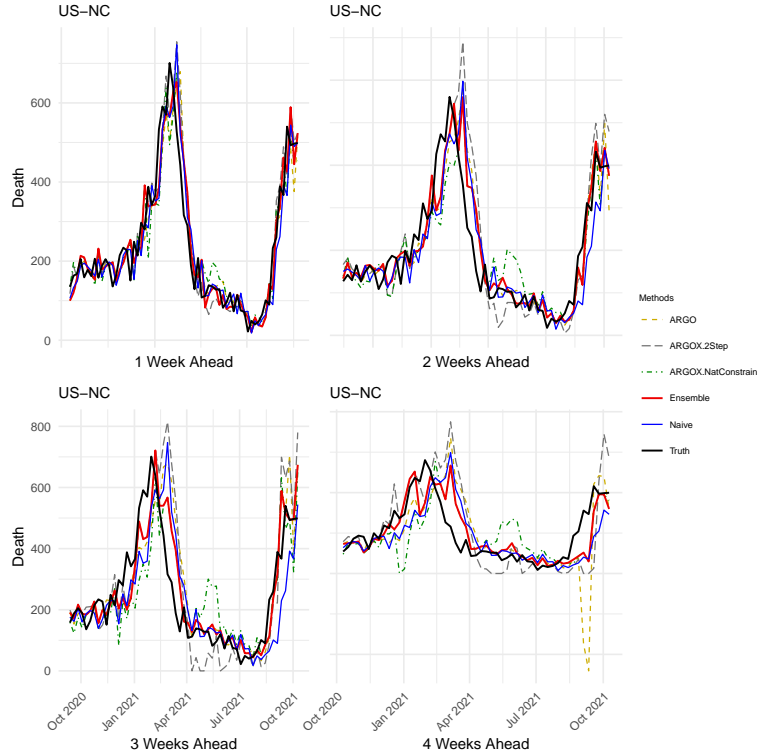 US−NC
US−NC
Death
600
400
200
0
1 Week Ahead
2 Weeks Ahead
Methods
ARGO
ARGOX.2Step
ARGOX.NatConstrain
Ensemble
Naive
Truth
US−NC
US−NC
Death
800
600
400
200
0
Oct 2020
Jan 2021
Apr 2021
Jul 2021
Oct 2021
Oct 2020
Jan 2021
Apr 2021
Jul 2021
Oct 2021
3 Weeks Ahead
4 Weeks Ahead